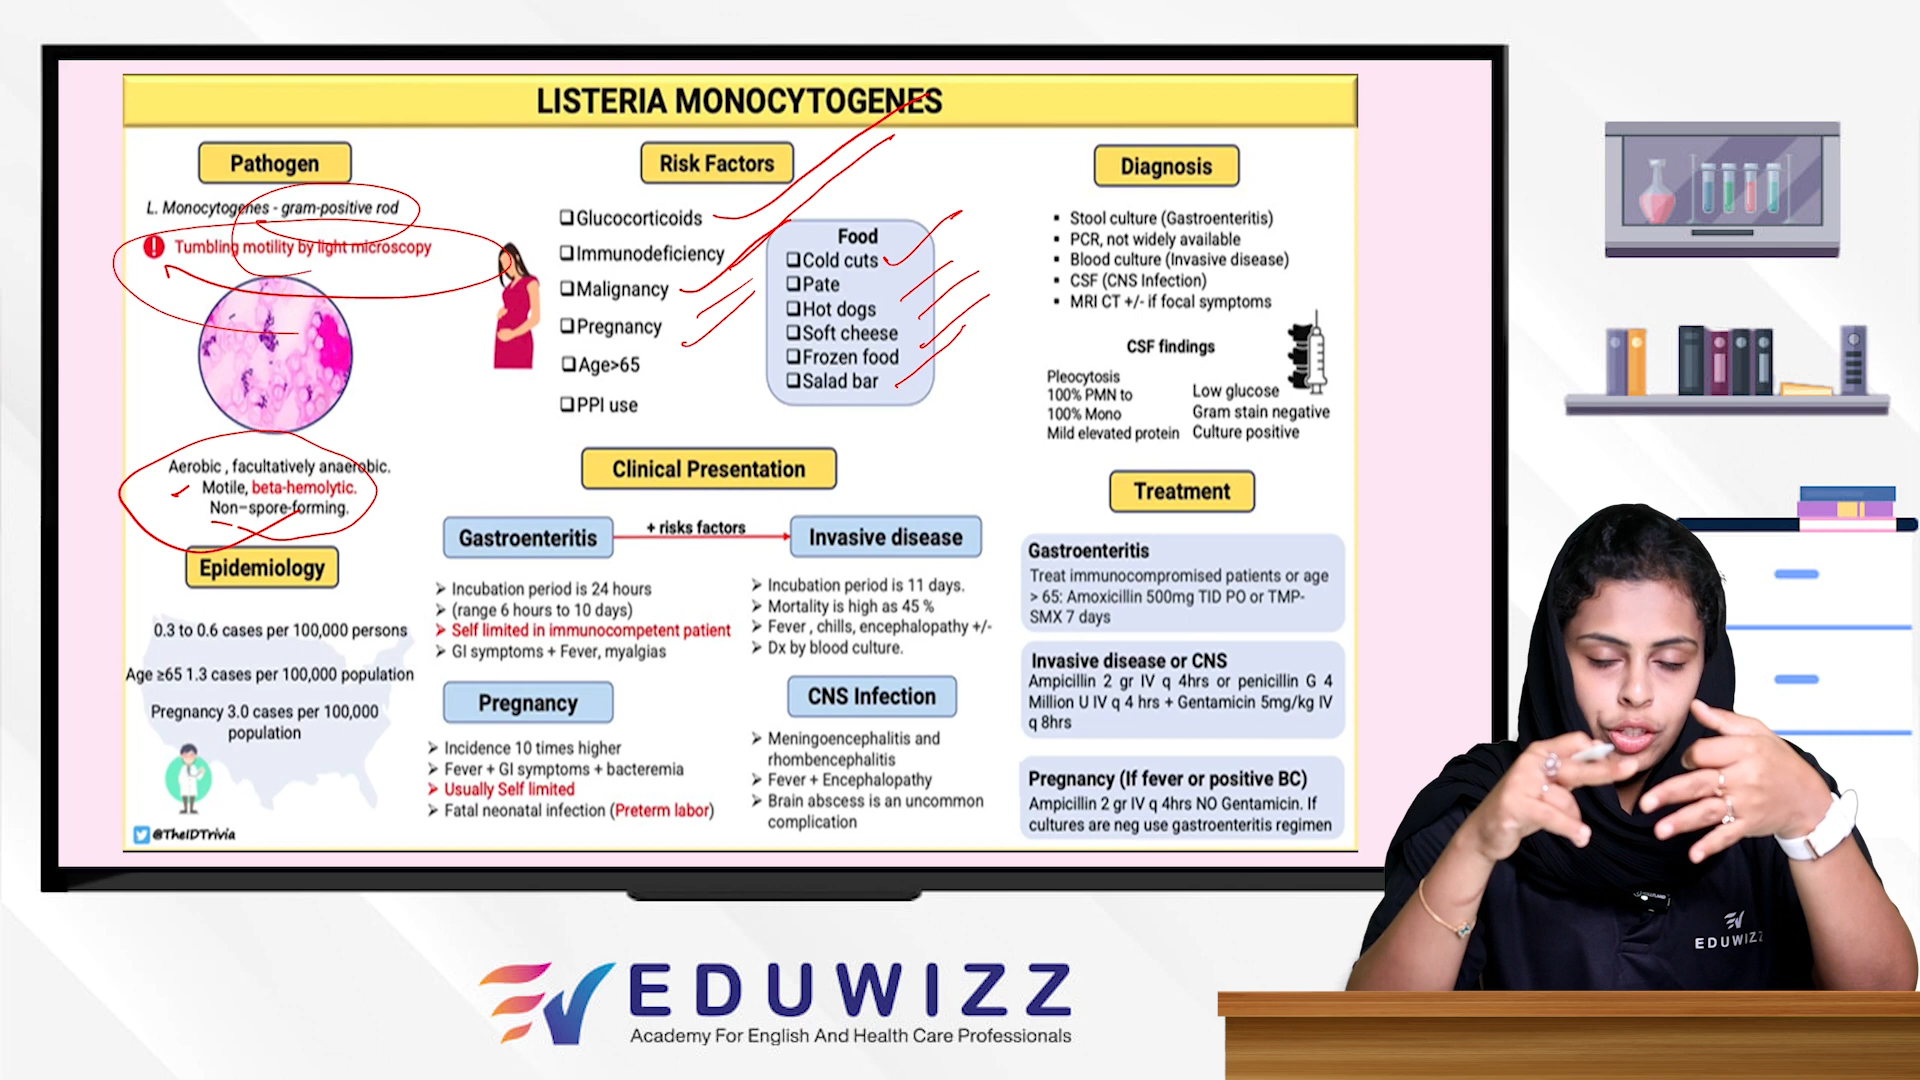 LISTERIA MONOCYTOGENES
Pathogen
L. Monocytogenes - gram-positive rod
Tumbling motility by light microscopy
Aerobic , facultatively anaerobic.
Motile, beta-hemolytic.
Non-spore-forming.
Epidemiology
0.3 to 0.6 cases per 100,000 persons
Age ≥65 1.3 cases per 100,000 population
Pregnancy 3.0 cases per 100,000
population
@TheIDTrivia
Risk Factors
Glucocorticoids
Immunodeficiency
Malignancy
Pregnancy
Age>65
PPI use
Food
Cold cuts
Pate
Hot dogs
Soft cheese
Frozen food
Salad bar
Clinical Presentation
Gastroenteritis
+ risks factors
Invasive disease
Incubation period is 24 hours
(range 6 hours to 10 days)
Self limited in immunocompetent patient
GI symptoms + Fever, myalgias
Incubation period is 11 days.
Mortality is high as 45 %
Fever , chills, encephalopathy +/-
Dx by blood culture.
Pregnancy
Incidence 10 times higher
Fever + GI symptoms + bacteremia
Usually Self limited
Fatal neonatal infection (Preterm labor)
CNS Infection
Meningoencephalitis and
rhombencephalitis
Fever + Encephalopathy
Brain abscess is an uncommon
complication
Diagnosis
Stool culture (Gastroenteritis)
PCR, not widely available
Blood culture (Invasive disease)
CSF (CNS Infection)
MRI CT +/- if focal symptoms
CSF findings
Pleocytosis
100% PMN to
100% Mono
Mild elevated protein
Low glucose
Gram stain negative
Culture positive
Treatment
Gastroenteritis
Treat immunocompromised patients or age
> 65: Amoxicillin 500mg TID PO or TMP-
SMX 7 days
Invasive disease or CNS
Ampicillin 2 gr IV q 4hrs or penicillin G 4
Million U IV q 4 hrs + Gentamicin 5mg/kg IV
q 8hrs
Pregnancy (If fever or positive BC)
Ampicillin 2 gr IV q 4hrs NO Gentamicin. If
cultures are neg use gastroenteritis regimen
EDUWIZZ
EDUWIZZ
Academy For English And Health Care Professionals